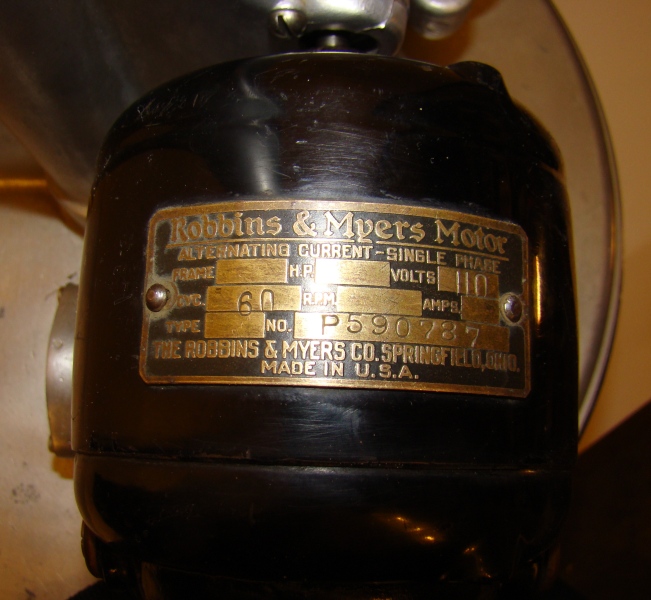 Robbins & Myers Motor
ALTERNATING CURRENT-SINGLE PHASE
FRAME H.P. VOLTS 110
CYC. 60 R.P.M. AMPS
TYPE NO. P590787
THE ROBBINS & MYERS CO. SPRINGFIELD, OHIO.
MADE IN U.S.A.